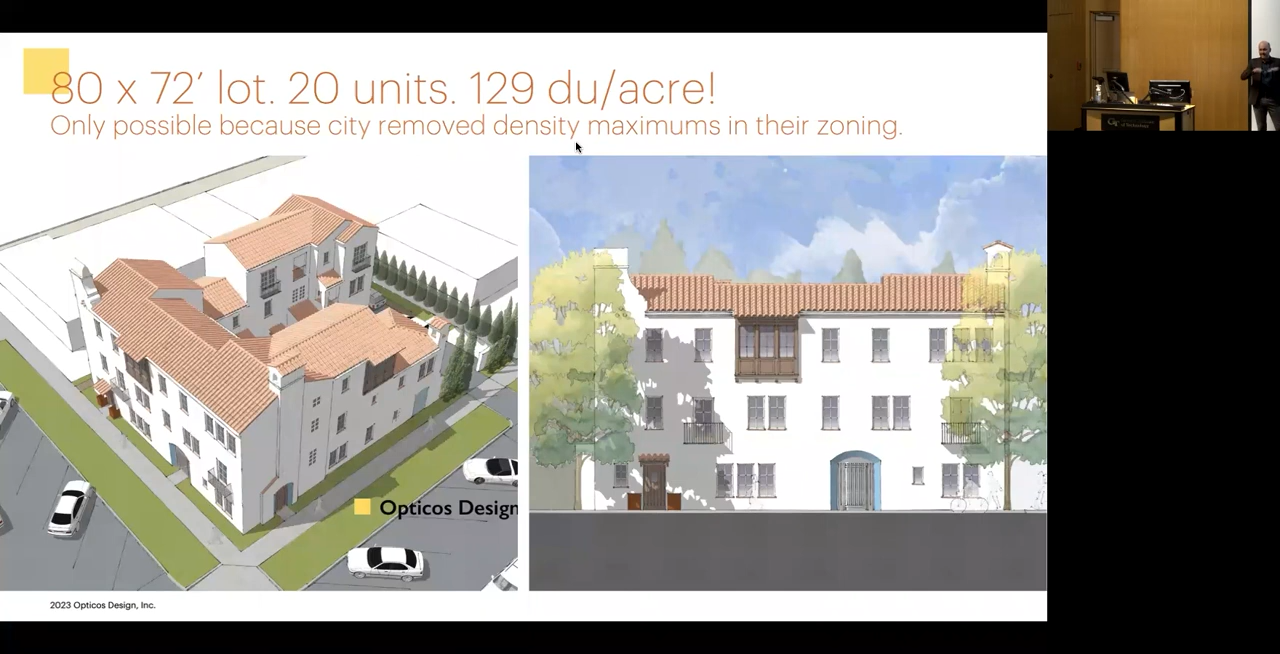 80 x 72’ lot. 20 units. 129 du/acre!
Only possible because city removed density maximums in their zoning.
Opticos Design
2023 Opticos Design, Inc.